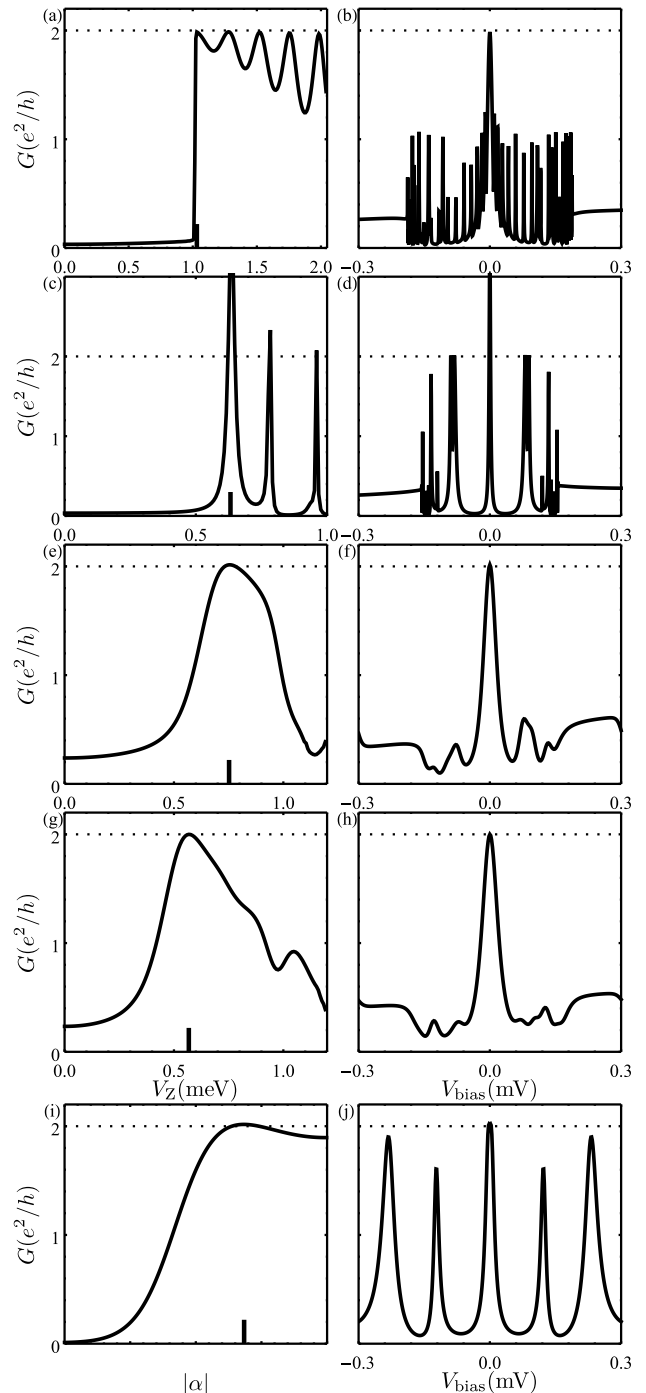 (a)
(b)
2
1
0
G(e²/h)
0.0 0.5 1.0 1.5 2.0
−0.3 0.0 0.3
(c)
(d)
2
1
0
G(e²/h)
0.0 0.5 1.0
−0.3 0.0 0.3
(e)
(f)
2
1
0
G(e²/h)
0.0 0.5 1.0
−0.3 0.0 0.3
(g)
(h)
2
1
0
G(e²/h)
0.0 0.5 1.0
−0.3 0.0 0.3
V_Z(meV)
V_bias(mV)
(i)
(j)
2
1
0
G(e²/h)
−0.3 0.0 0.3
|α|
V_bias(mV)